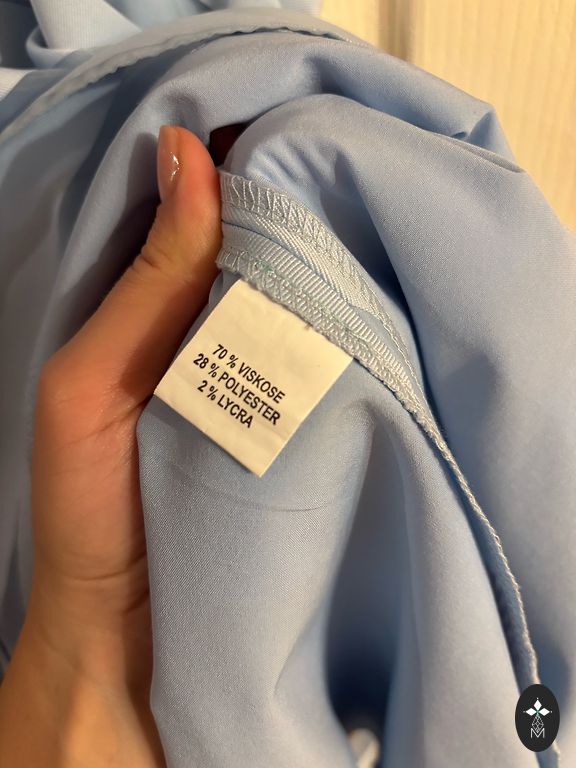 70 % VISKOSE
28 % POLYESTER
2 % LYCRA